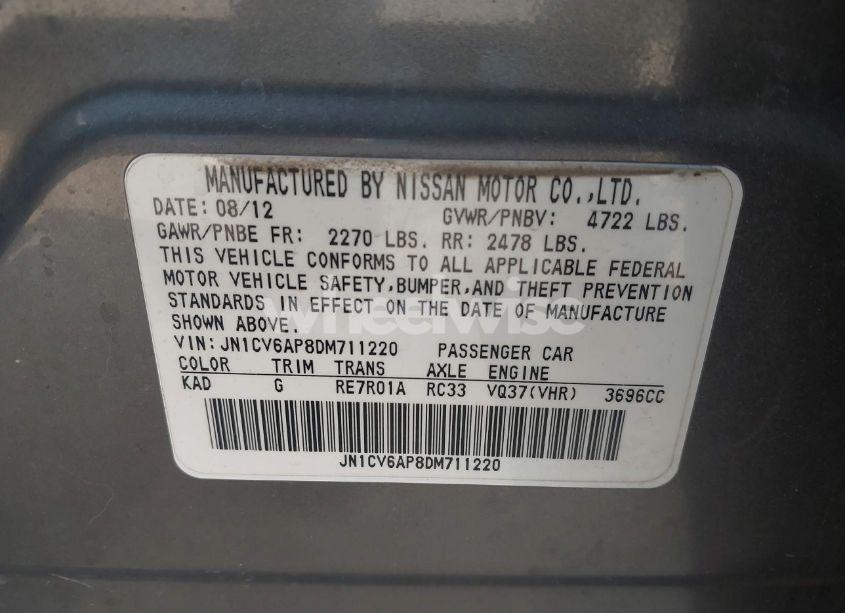 MANUFACTURED BY NISSAN MOTOR CO.,LTD.
DATE: 08/12 GVWR/PNBV: 4722 LBS.
GAWR/PNBE FR: 2270 LBS. RR: 2478 LBS.
THIS VEHICLE CONFORMS TO ALL APPLICABLE FEDERAL
MOTOR VEHICLE SAFETY,BUMPER,AND THEFT PREVENTION
STANDARDS IN EFFECT ON THE DATE OF MANUFACTURE
SHOWN ABOVE.
wheelwise
VIN: JN1CV6AP8DM711220 PASSENGER CAR
COLOR TRIM TRANS AXLE ENGINE
KAD G RE7R01A RC33 VQ37(VHR) 3696CC
JN1CV6AP8DM711220